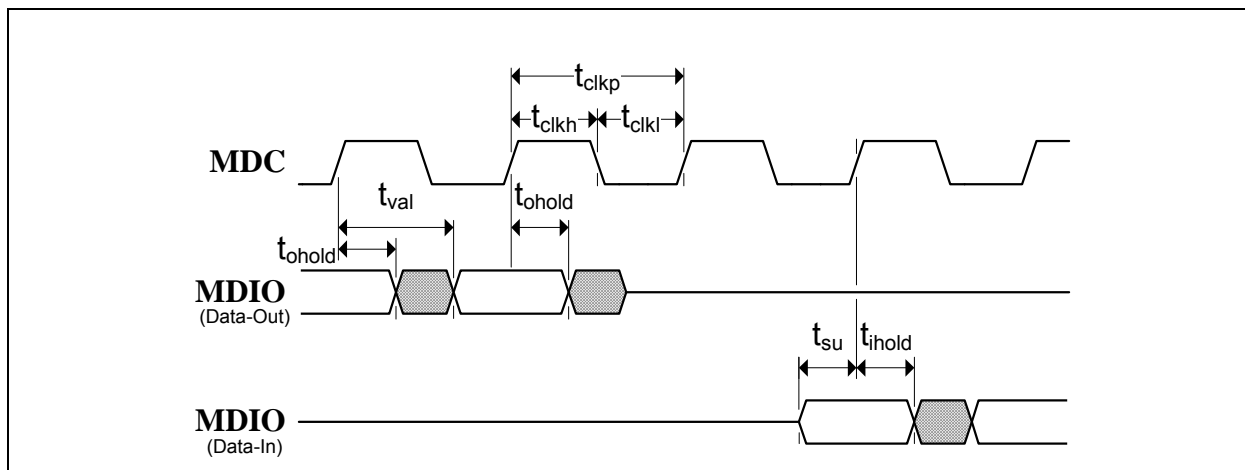 tclkp
tclkh tclkl
MDC
tval
tohold
tohold
MDIO
(Data-Out)
tsu tihold
MDIO
(Data-In)